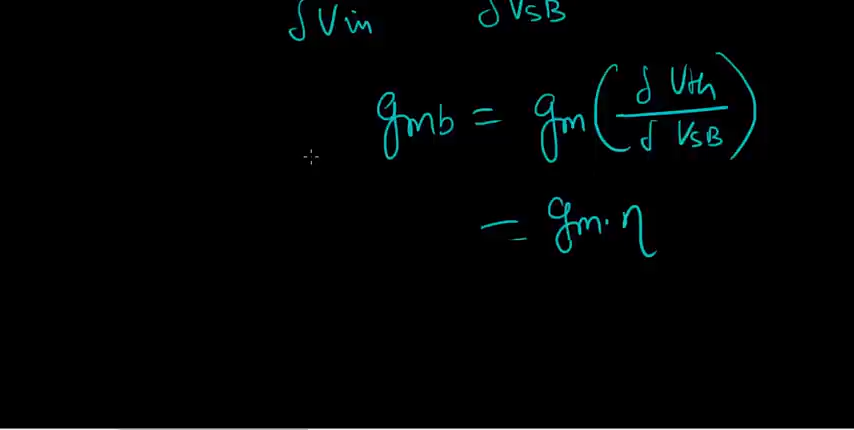 ∂Vin ∂VSB
gmb = gm (∂Vth / ∂VSB)
= gm . η